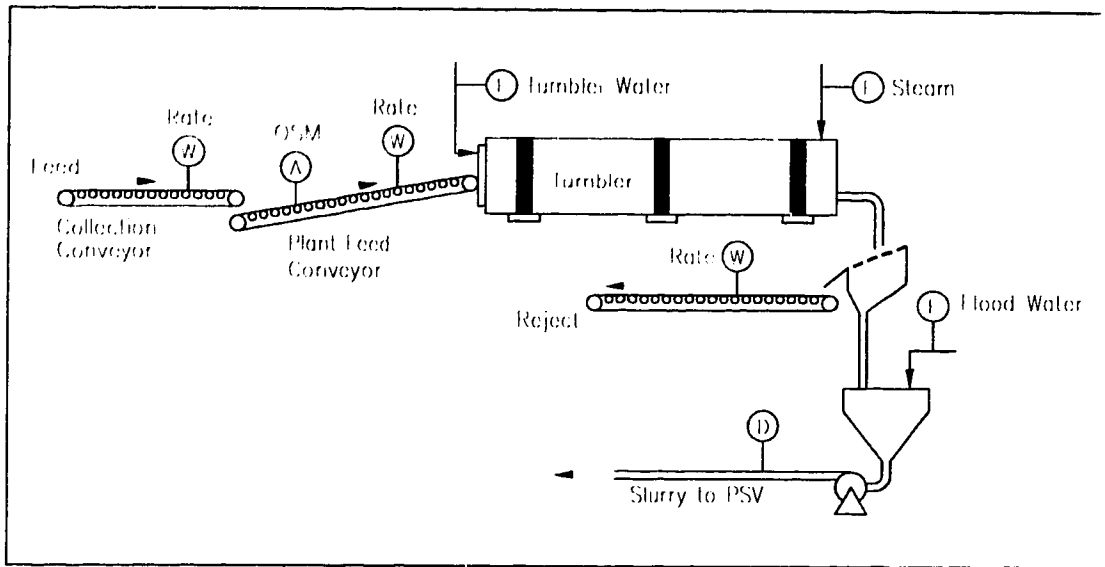 F Tumbler Water
F Steam
Rate
W
OSM
A
Rate
W
Feed
Tumbler
Collection
Conveyor
Plant Feed
Conveyor
Rate W
Reject
F Flood Water
D
Slurry to PSV